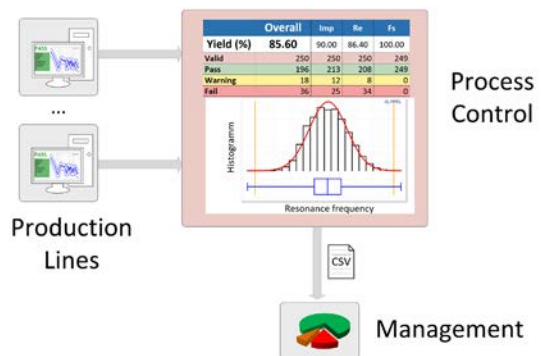 Overall Imp Re Fs
Yield (%) 85.60 90.00 86.40 100.00
Valid 250 250 250 249
Pass 196 213 208 249
Warning 18 12 8 0
Fail 36 25 34 0
Histogramm
Resonance frequency
Process
Control
PASS
...
PASS
Production
Lines
CSV
Management